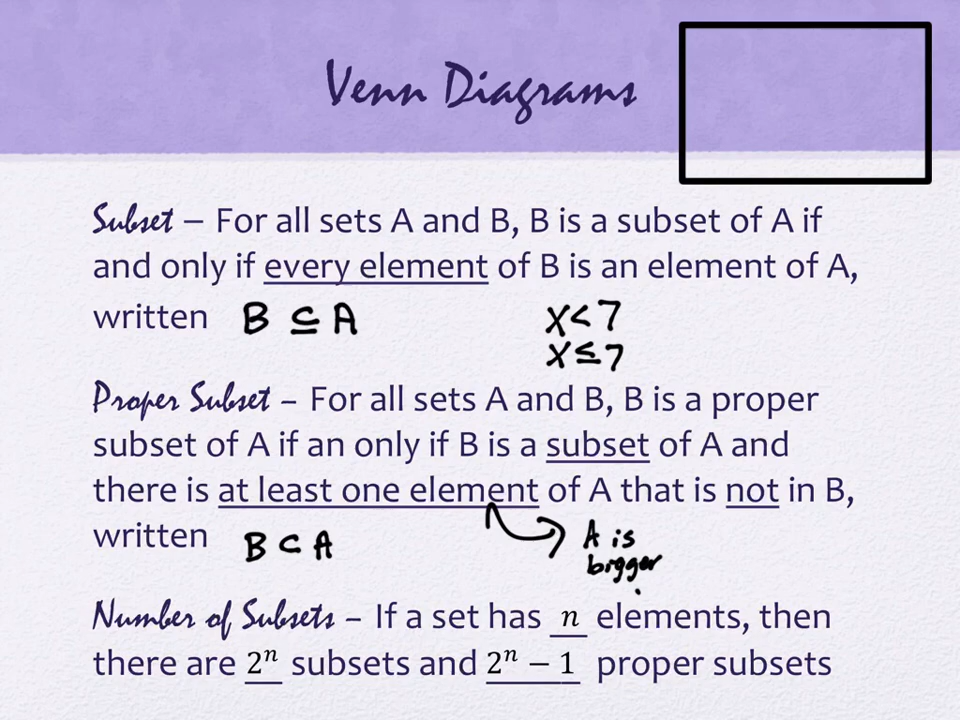 Venn Diagrams
Subset – For all sets A and B, B is a subset of A if
and only if every element of B is an element of A,
written B ⊆ A x < 7
x ≤ 7
Proper Subset – For all sets A and B, B is a proper
subset of A if an only if B is a subset of A and
there is at least one element of A that is not in B,
written B ⊂ A A is
bigger
Number of Subsets – If a set has n elements, then
there are 2ⁿ subsets and 2ⁿ − 1 proper subsets